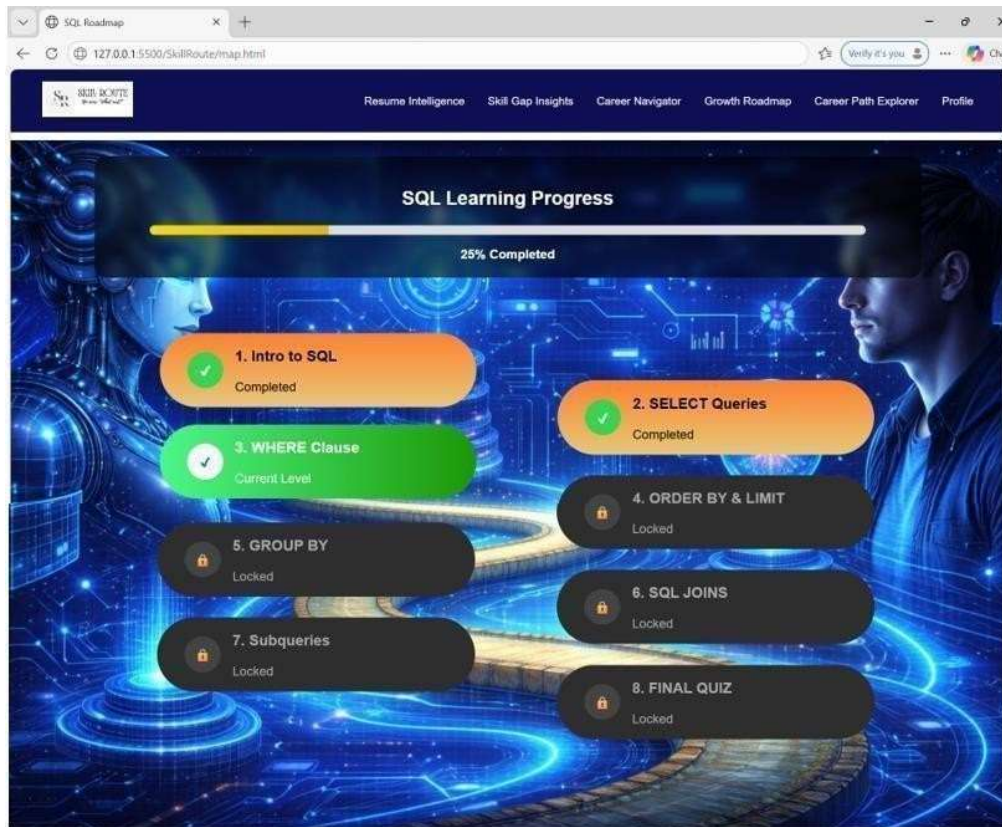 SQL Roadmap
127.0.0.1:5500/SkillRoute/map.html
Verify it's you
SR SKILL ROUTE
Resume Intelligence Skill Gap Insights Career Navigator Growth Roadmap Career Path Explorer Profile
SQL Learning Progress
25% Completed
1. Intro to SQL
Completed
2. SELECT Queries
Completed
3. WHERE Clause
Current Level
4. ORDER BY & LIMIT
Locked
5. GROUP BY
Locked
6. SQL JOINS
Locked
7. Subqueries
Locked
8. FINAL QUIZ
Locked